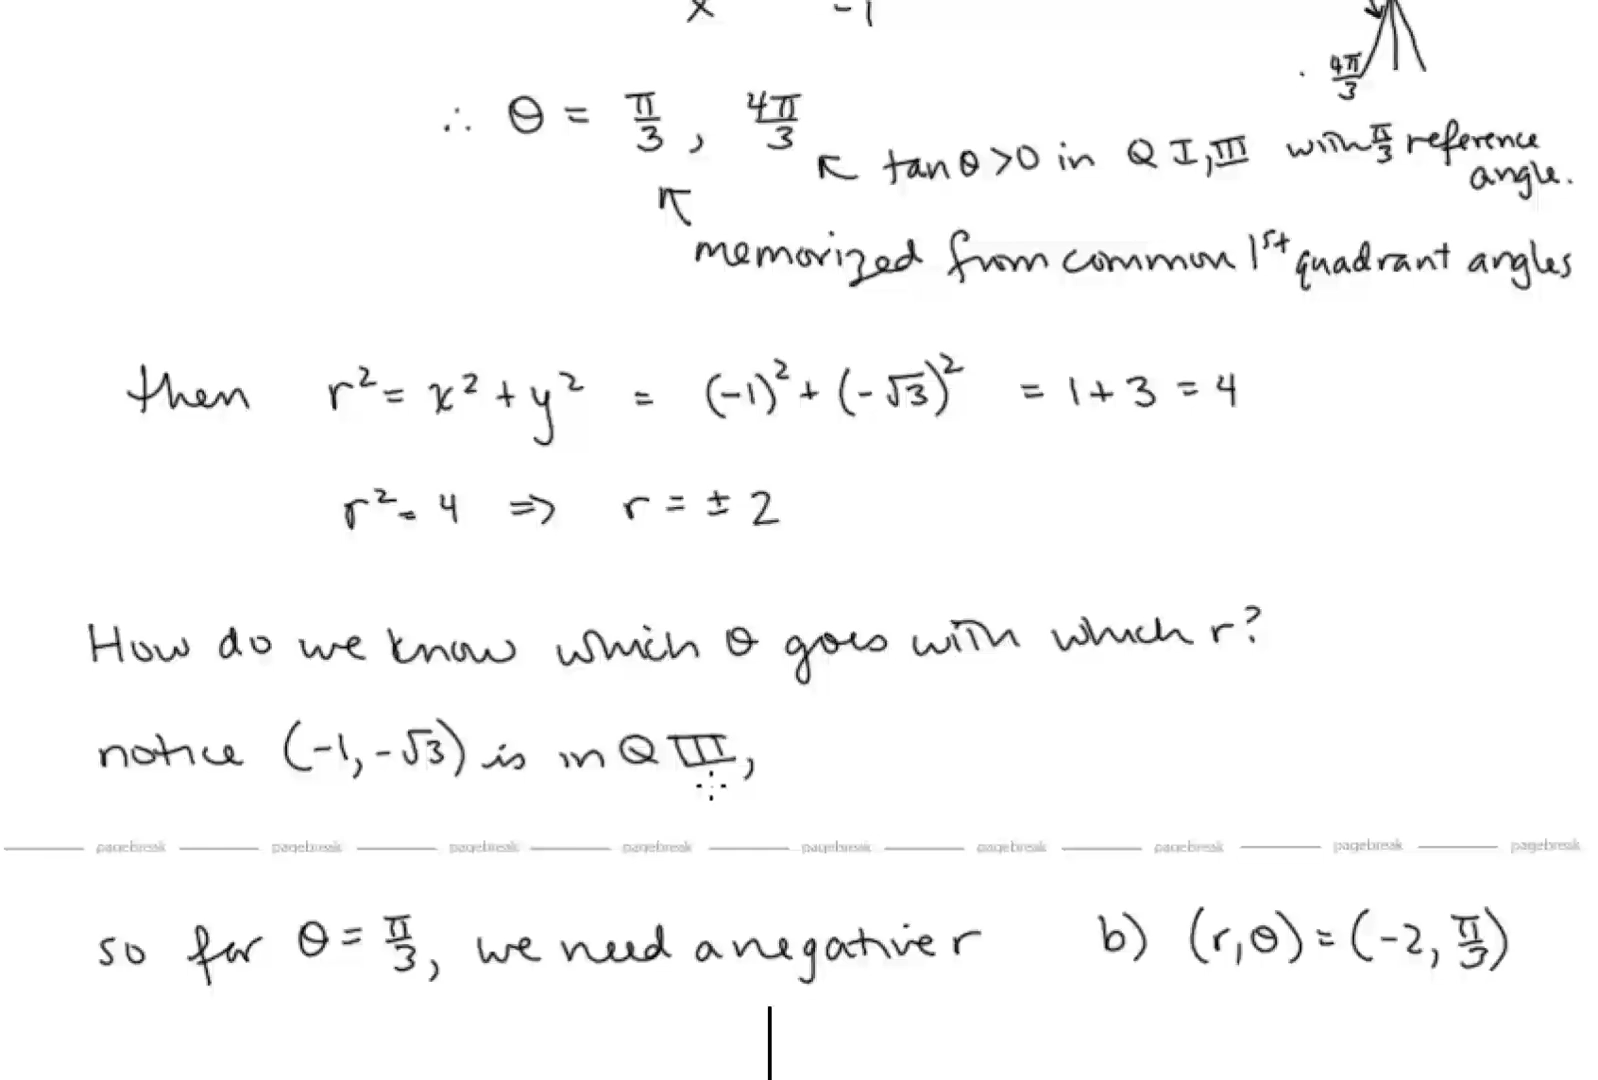 x -1
4π/3
∴ θ = π/3, 4π/3
↖ tan θ > 0 in Q I, III with π/3 reference
angle.
↖
memorized from common 1st quadrant angles
then r² = x² + y² = (-1)² + (-√3)² = 1 + 3 = 4
r² = 4 ⇒ r = ± 2
How do we know which θ goes with which r?
notice (-1, -√3) is in Q III,
pagebreak pagebreak pagebreak pagebreak pagebreak pagebreak pagebreak pagebreak pagebreak
so for θ = π/3, we need a negative r b) (r, θ) = (-2, π/3)